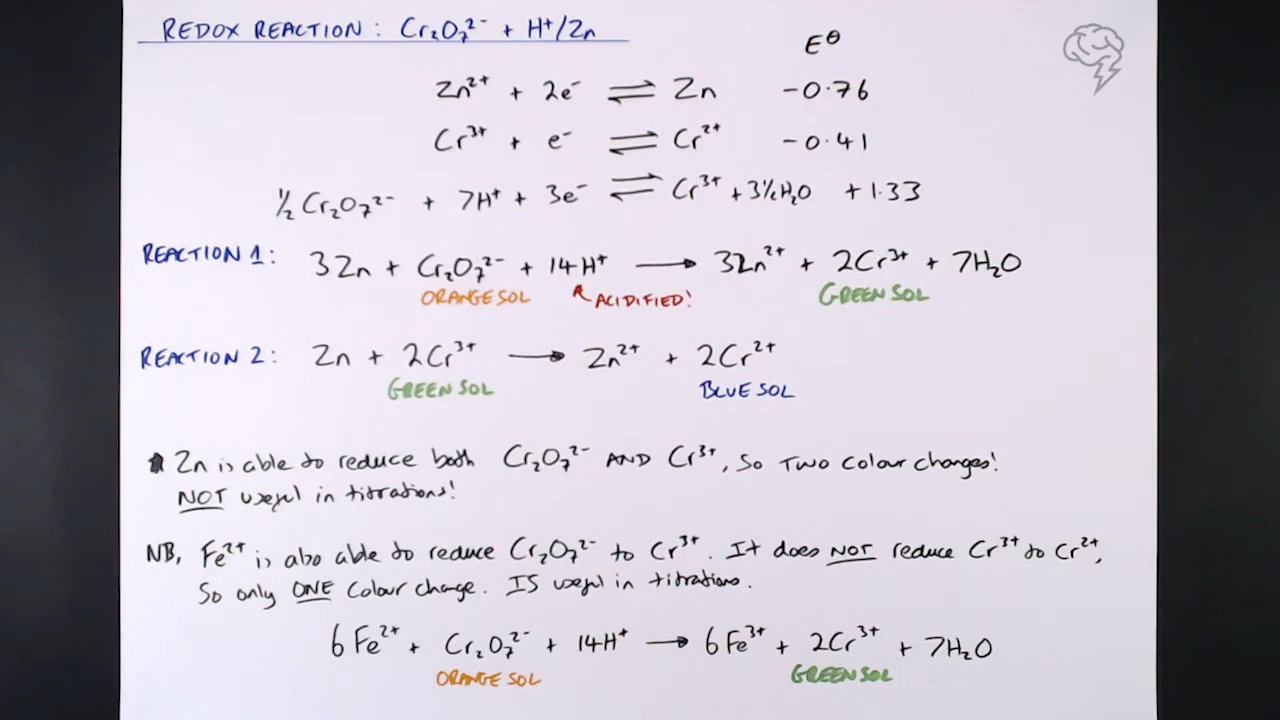 REDOX REACTION: Cr₂O₇²⁻ + H⁺/Zn
E⦵
Zn²⁺ + 2e⁻ ⇌ Zn −0.76
Cr³⁺ + e⁻ ⇌ Cr²⁺ −0.41
½Cr₂O₇²⁻ + 7H⁺ + 3e⁻ ⇌ Cr³⁺ + 3½H₂O +1.33
REACTION 1: 3Zn + Cr₂O₇²⁻ + 14H⁺ → 3Zn²⁺ + 2Cr³⁺ + 7H₂O
ORANGE SOL ACIDIFIED! GREEN SOL
REACTION 2: Zn + 2Cr³⁺ → Zn²⁺ + 2Cr²⁺
GREEN SOL BLUE SOL
Zn is able to reduce both Cr₂O₇²⁻ AND Cr³⁺, So TWO colour changes!
NOT useful in titrations!
NB, Fe²⁺ is also able to reduce Cr₂O₇²⁻ to Cr³⁺. It does NOT reduce Cr³⁺ to Cr²⁺,
So only ONE colour change. IS useful in titrations.
6Fe²⁺ + Cr₂O₇²⁻ + 14H⁺ → 6Fe³⁺ + 2Cr³⁺ + 7H₂O
ORANGE SOL GREEN SOL